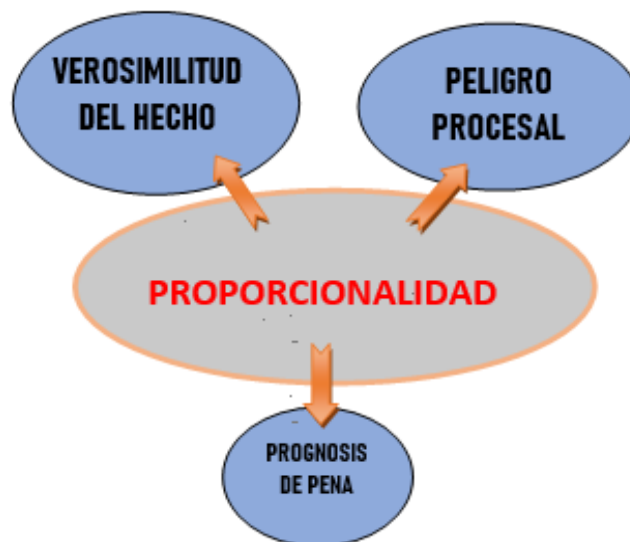 VEROSIMILITUD
DEL HECHO
PELIGRO
PROCESAL
PROPORCIONALIDAD
PROGNOSIS
DE PENA